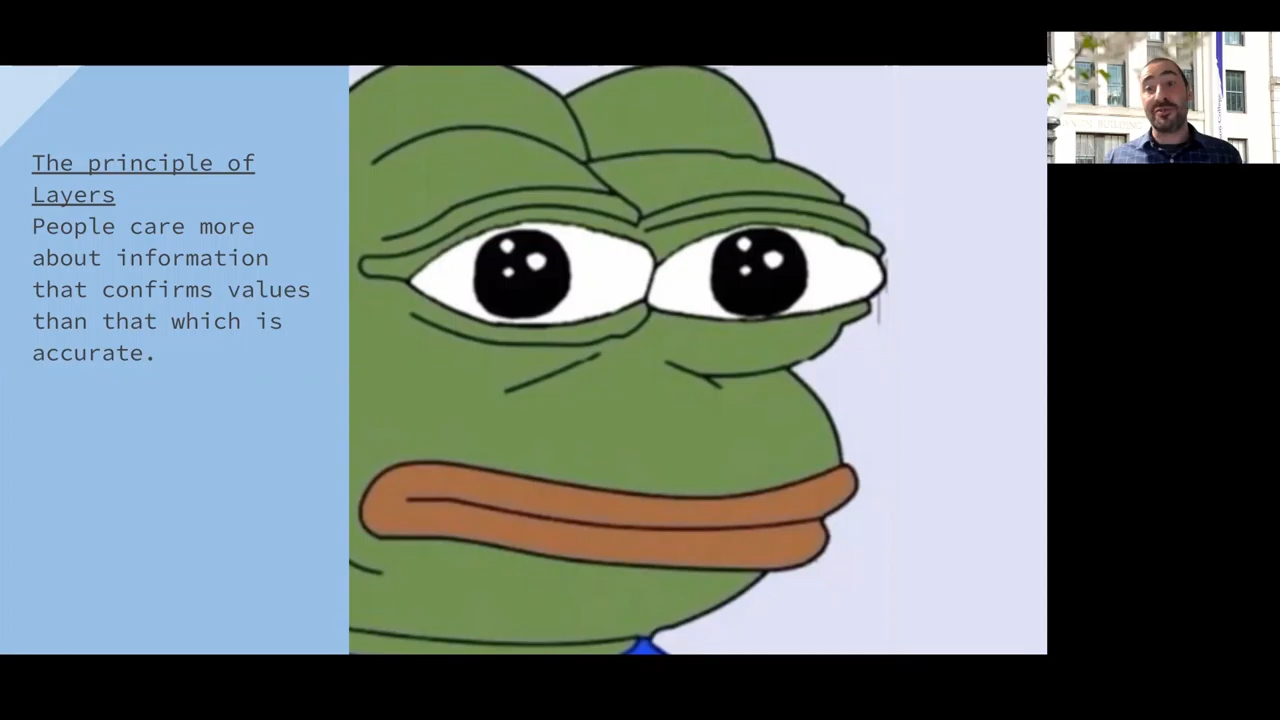 The principle of
Layers
People care more
about information
that confirms values
than that which is
accurate.